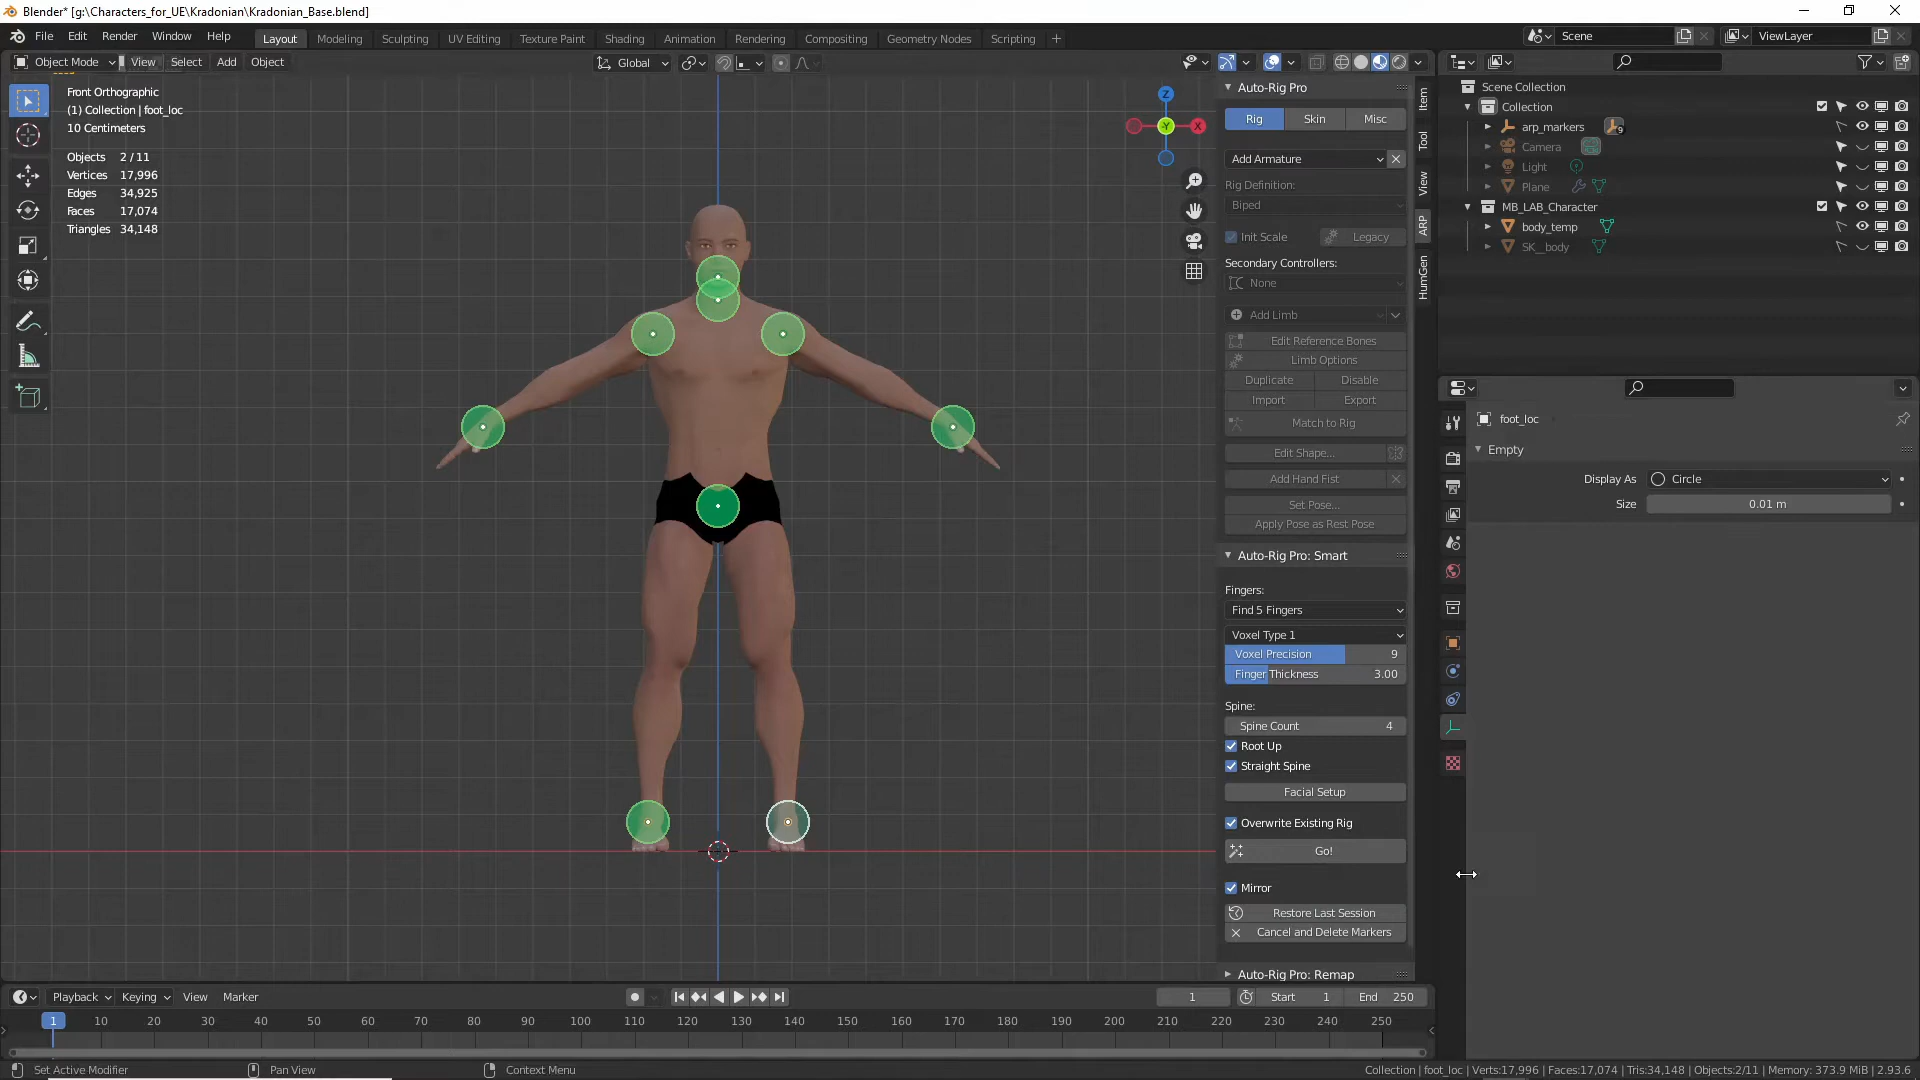 Blender* [g:\Characters_for_UE\Kradonian\Kradonian_Base.blend]
File Edit Render Window Help Layout Modeling Sculpting UV Editing Texture Paint Shading Animation Rendering Compositing Geometry Nodes Scripting Scene ViewLayer
Object Mode View Select Add Object Global
Front Orthographic
(1) Collection | foot_loc
10 Centimeters
Objects 2 / 11
Vertices 17,996
Edges 34,925
Faces 17,074
Triangles 34,148
Z
Y
X
Auto-Rig Pro
Rig Skin Misc
Add Armature
Rig Definition:
Biped
Init Scale Legacy
Secondary Controllers:
None
Add Limb
Edit Reference Bones
Limb Options
Duplicate Disable
Import Export
Match to Rig
Edit Shape...
Add Hand Fist
Set Pose...
Apply Pose as Rest Pose
Auto-Rig Pro: Smart
Fingers:
Find 5 Fingers
Voxel Type 1
Voxel Precision 9
Finger Thickness 3.00
Spine:
Spine Count 4
Root Up
Straight Spine
Facial Setup
Overwrite Existing Rig
Go!
Mirror
Restore Last Session
Cancel and Delete Markers
Auto-Rig Pro: Remap
Item
Tool
View
ARP
HumGen
Scene Collection
Collection
arp_markers 9
Camera
Light
Plane
MB_LAB_Character
body_temp
SK__body
foot_loc
Empty
Display As Circle
Size 0.01 m
Playback Keying View Marker 1 Start 1 End 250
1 10 20 30 40 50 60 70 80 90 100 110 120 130 140 150 160 170 180 190 200 210 220 230 240 250
Set Active Modifier Pan View Context Menu Collection | foot_loc | Verts:17,996 | Faces:17,074 | Tris:34,148 | Objects:2/11 | Memory: 373.9 MiB | 2.93.6